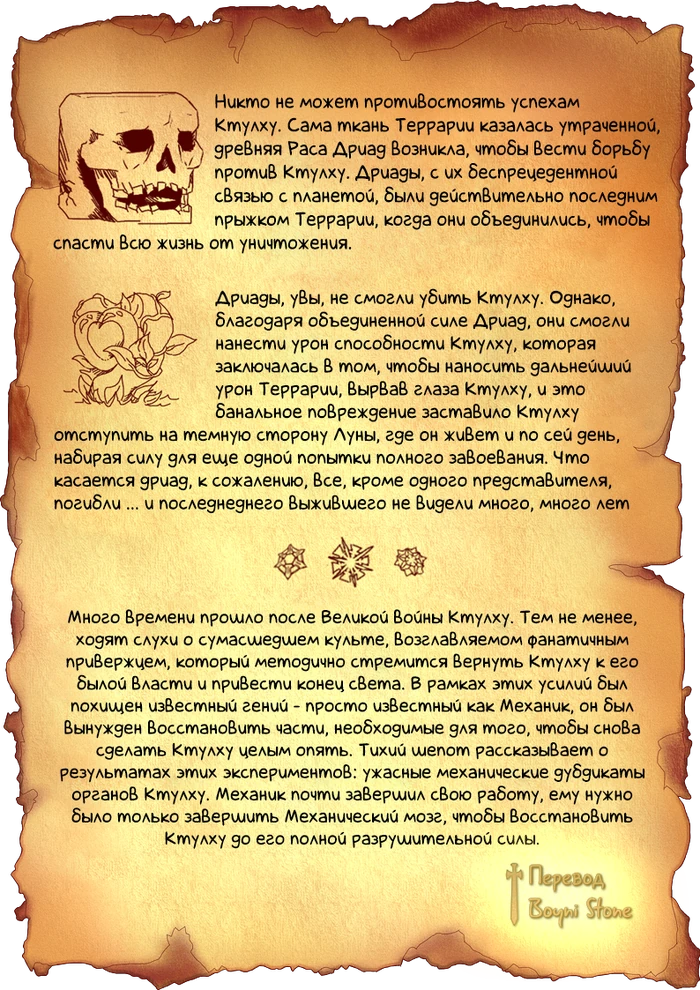 Никто не может противостоять успехам
Ктулху. Сама ткань Террарии казалась утраченной,
древняя Раса Дриад возникла, чтобы вести борьбу
против Ктулху. Дриады, с их беспрецедентной
связью с планетой, были действительно последним
прыжком Террарии, когда они объединились, чтобы
спасти всю жизнь от уничтожения.
Дриады, увы, не смогли убить Ктулху. Однако,
благодаря объединенной силе Дриад, они смогли
нанести урон способности Ктулху, которая
заключалась в том, чтобы наносить дальнейший
урон Террарии, вырвав глаза Ктулху, и это
банальное повреждение заставило Ктулху
отступить на темную сторону Луны, где он живет и по сей день,
набирая силу для еще одной попытки полного завоевания. Что
касается дриад, к сожалению, все, кроме одного представителя,
погибли ... и последнеднего выжившего не видели много, много лет
Много времени прошло после Великой войны Ктулху. Тем не менее,
ходят слухи о сумасшедшем культе, возглавляемом фанатичным
привержцем, который методично стремится вернуть Ктулху к его
былой власти и привести конец света. В рамках этих усилий был
похищен известный гений - просто известный как Механик, он был
вынужден восстановить части, необходимые для того, чтобы снова
сделать Ктулху целым опять. Тихий шепот рассказывает о
результатах этих экспериментов: ужасные механические дубдикаты
органов Ктулху. Механик почти завершил свою работу, ему нужно
было только завершить Механический мозг, чтобы восстановить
Ктулху до его полной разрушительной силы.
Перевод
Boyni Stone